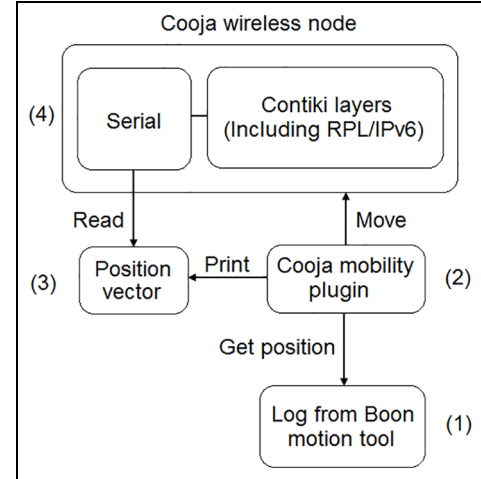 Cooja wireless node
(4)
Serial
Contiki layers
(Including RPL/IPv6)
Read
Move
(3)
Position
vector
Print
Cooja mobility
plugin
(2)
Get position
Log from Boon
motion tool
(1)